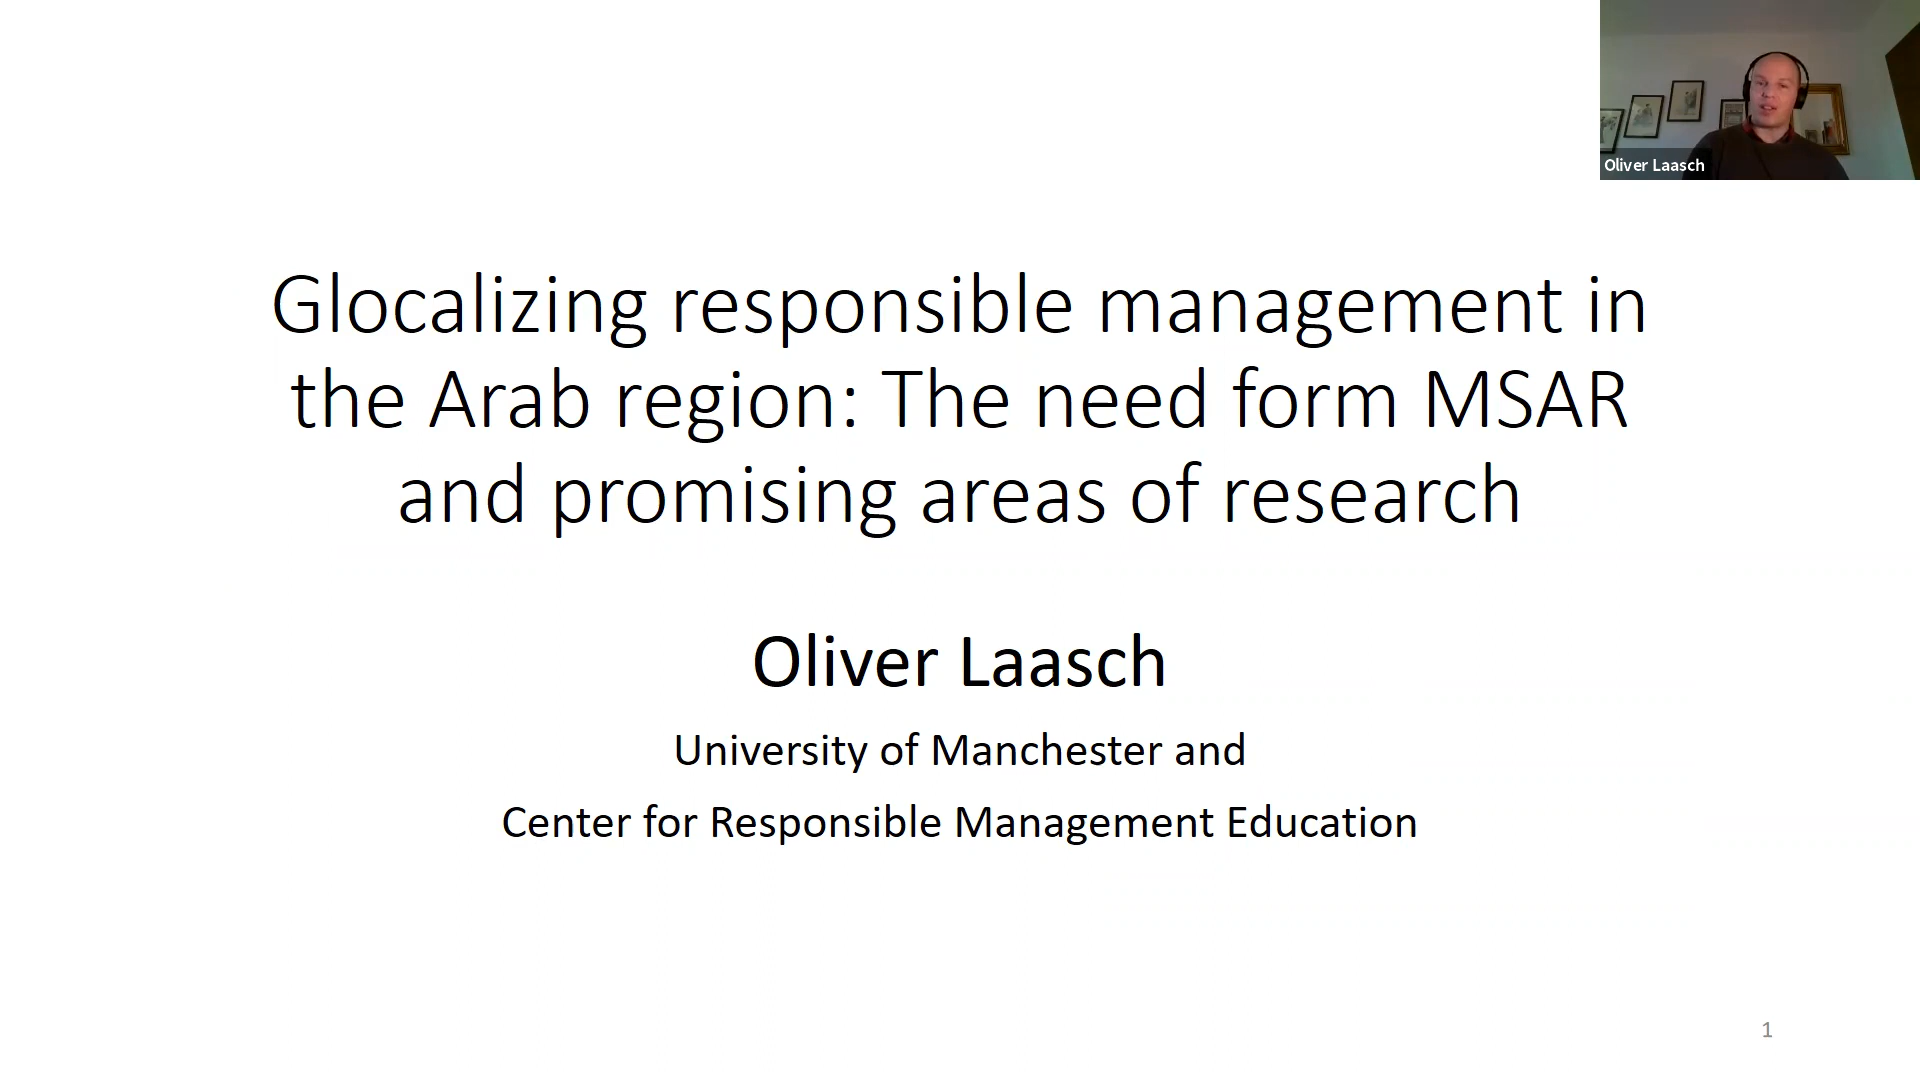 Oliver Laasch
Glocalizing responsible management in
the Arab region: The need form MSAR
and promising areas of research
Oliver Laasch
University of Manchester and
Center for Responsible Management Education
1